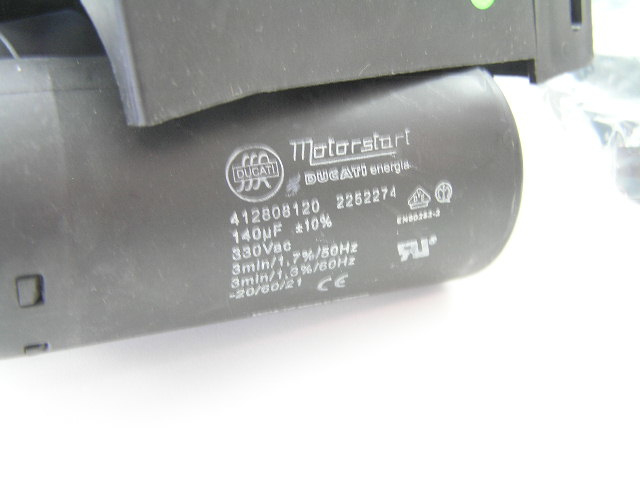 DUCATI
Motorstart
DUCATI energia
412808120 2252274
140µF ±10%
330Vac
3min/1,7%/50Hz
3min/1,3%/60Hz
-20/60/21 CE
EN60252-2